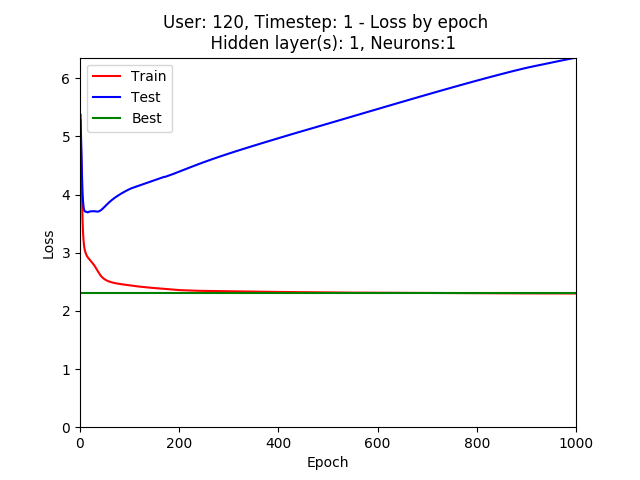 User: 120, Timestep: 1 - Loss by epoch
Hidden layer(s): 1, Neurons:1
Train
Test
Best
6
5
4
3
2
1
0
Loss
0 200 400 600 800 1000
Epoch